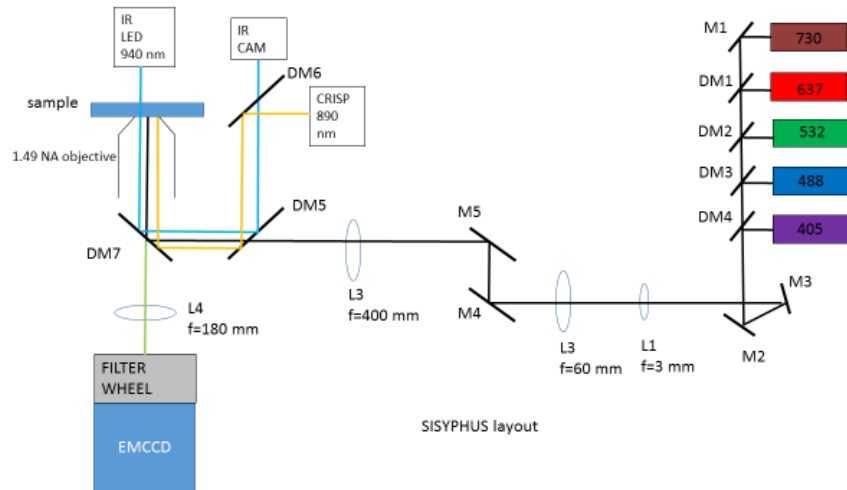 IR
LED
940 nm
IR
CAM
DM6
CRISP
890
nm
sample
1.49 NA objective
DM5
DM7
L4
f=180 mm
FILTER
WHEEL
EMCCD
L3
f=400 mm
M5
M4
L3
f=60 mm
L1
f=3 mm
M1
730
DM1
637
DM2
532
DM3
488
DM4
405
M3
M2
SISYPHUS layout